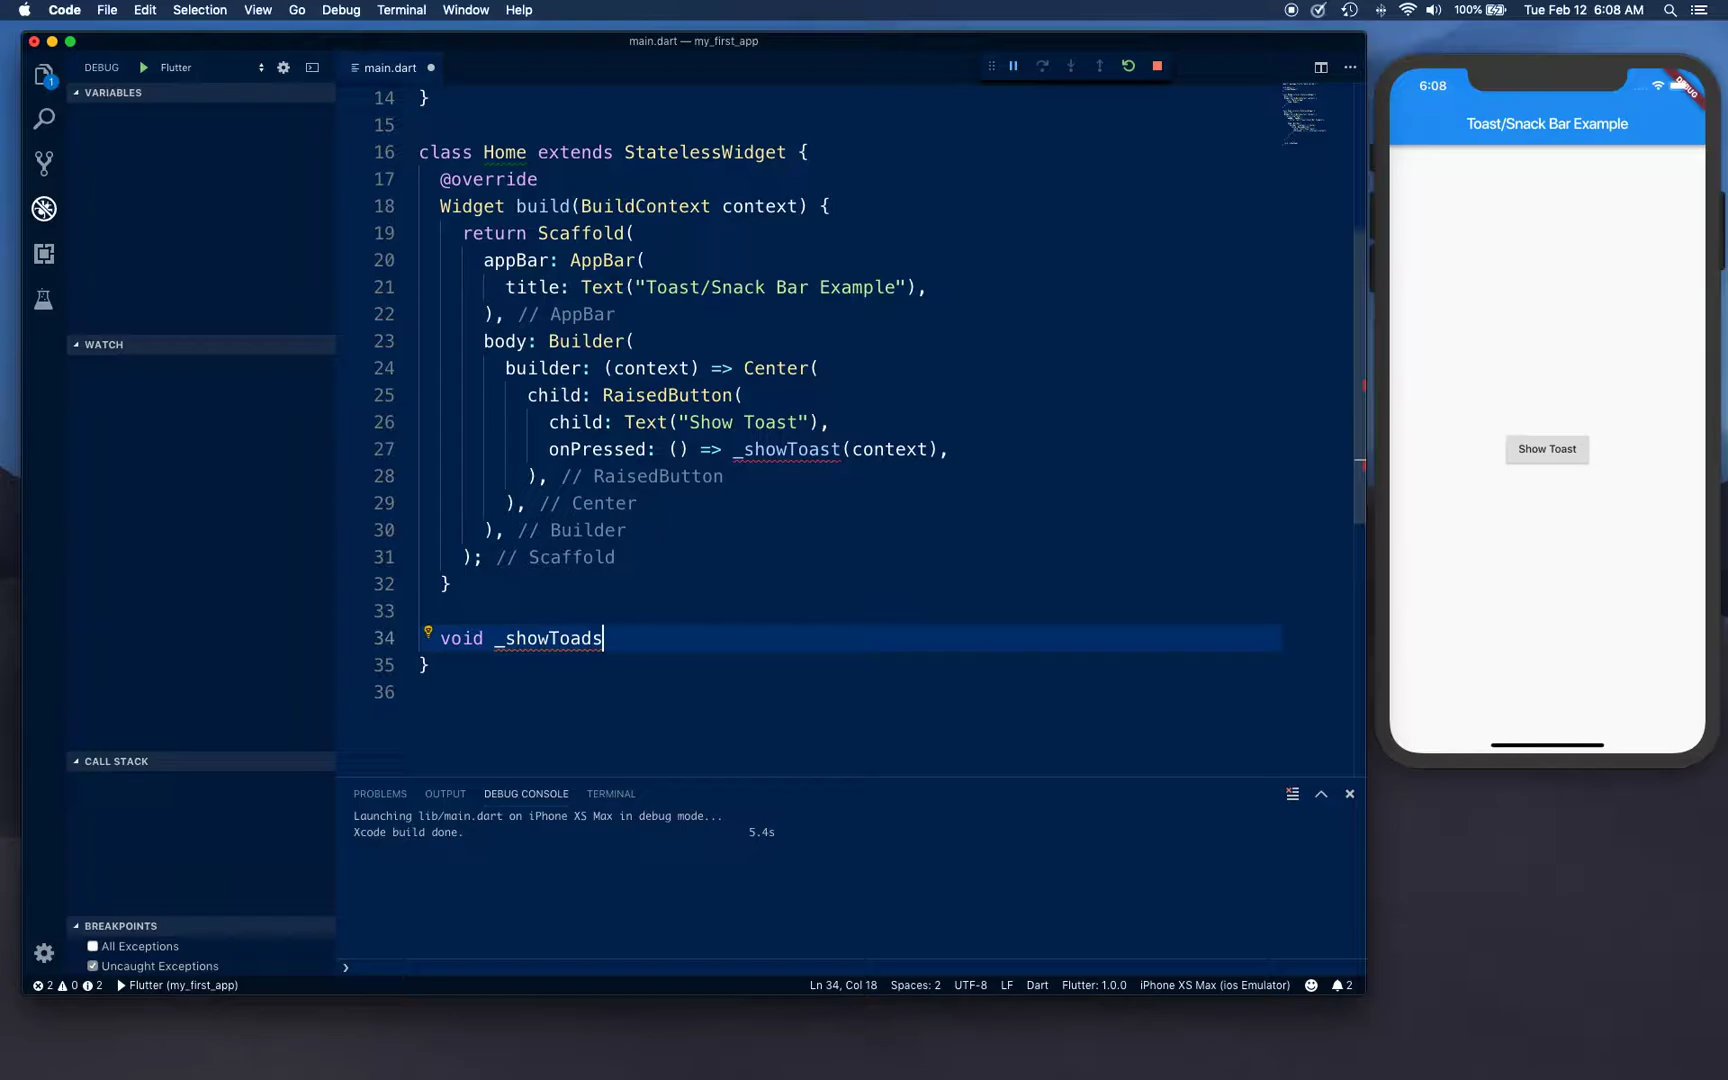 Code File Edit Selection View Go Debug Terminal Window Help
100% Tue Feb 12 6:08 AM
main.dart — my_first_app
DEBUG Flutter
main.dart
VARIABLES
WATCH
CALL STACK
BREAKPOINTS
All Exceptions
Uncaught Exceptions
1
14 }
15
16 class Home extends StatelessWidget {
17 @override
18 Widget build(BuildContext context) {
19 return Scaffold(
20 appBar: AppBar(
21 title: Text("Toast/Snack Bar Example"),
22 ), // AppBar
23 body: Builder(
24 builder: (context) => Center(
25 child: RaisedButton(
26 child: Text("Show Toast"),
27 onPressed: () => _showToast(context),
28 ), // RaisedButton
29 ), // Center
30 ), // Builder
31 ); // Scaffold
32 }
33
34 void _showToads
35 }
36
PROBLEMS OUTPUT DEBUG CONSOLE TERMINAL
Launching lib/main.dart on iPhone XS Max in debug mode...
Xcode build done. 5.4s
2 0 2 Flutter (my_first_app) Ln 34, Col 18 Spaces: 2 UTF-8 LF Dart Flutter: 1.0.0 iPhone XS Max (ios Emulator) 2
6:08
DEBUG
Toast/Snack Bar Example
Show Toast